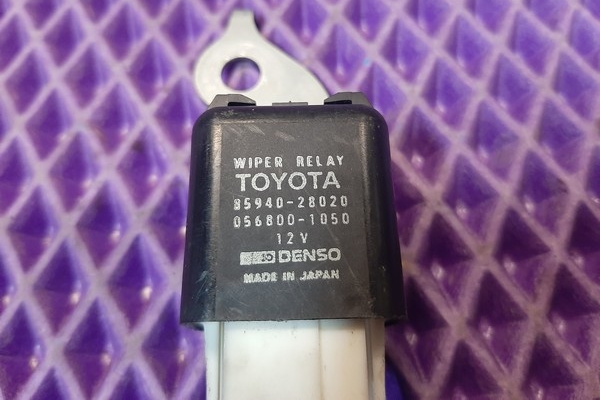 WIPER RELAY
TOYOTA
85940-28020
056800-1050
12V
DENSO
MADE IN JAPAN